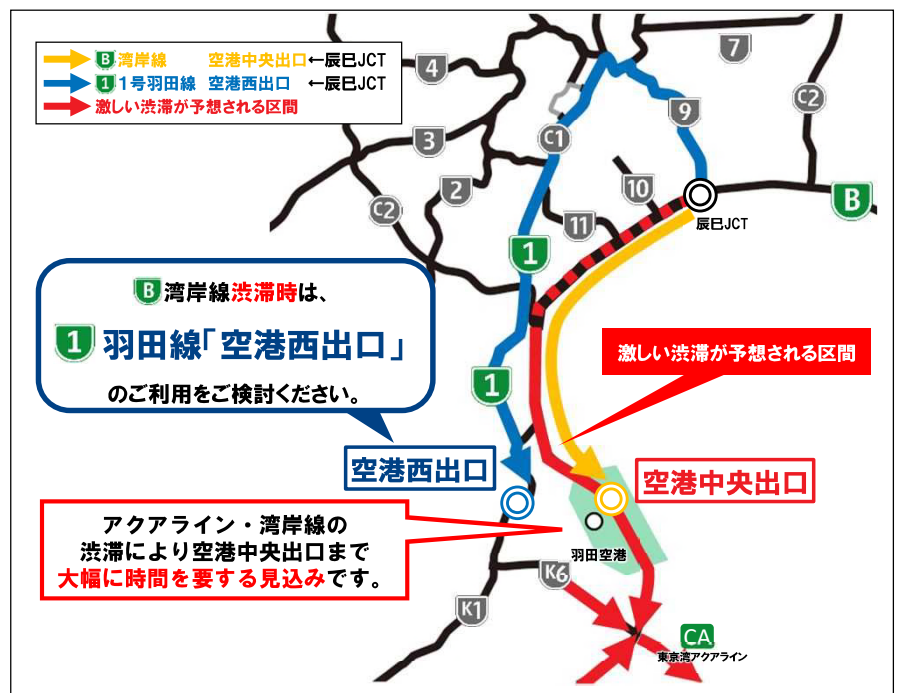 B 湾岸線 空港中央出口←辰巳JCT
1 1号羽田線 空港西出口 ←辰巳JCT
激しい渋滞が予想される区間
4
7
C2
9
3
C1
2
10
C2
11
B
辰巳JCT
1
B 湾岸線渋滞時は、
1 羽田線「空港西出口」
のご利用をご検討ください。
激しい渋滞が予想される区間
1
空港西出口
空港中央出口
アクアライン・湾岸線の
渋滞により空港中央出口まで
大幅に時間を要する見込みです。
羽田空港
K6
K1
CA
東京湾アクアライン